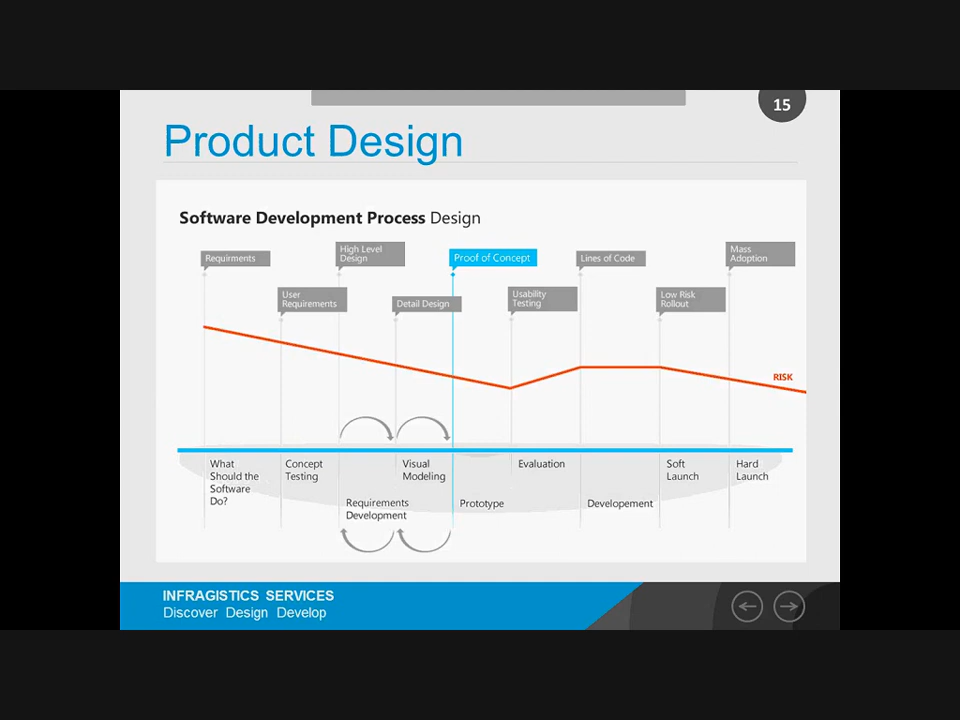 15
Product Design
Software Development Process Design
Requirments
High Level
Design
Proof of Concept
Lines of Code
Mass
Adoption
User
Requirements
Detail Design
Usability
Testing
Low Risk
Rollout
RISK
What
Should the
Software
Do?
Concept
Testing
Visual
Modeling
Evaluation
Soft
Launch
Hard
Launch
Requirements
Development
Prototype
Developement
INFRAGISTICS SERVICES
Discover Design Develop